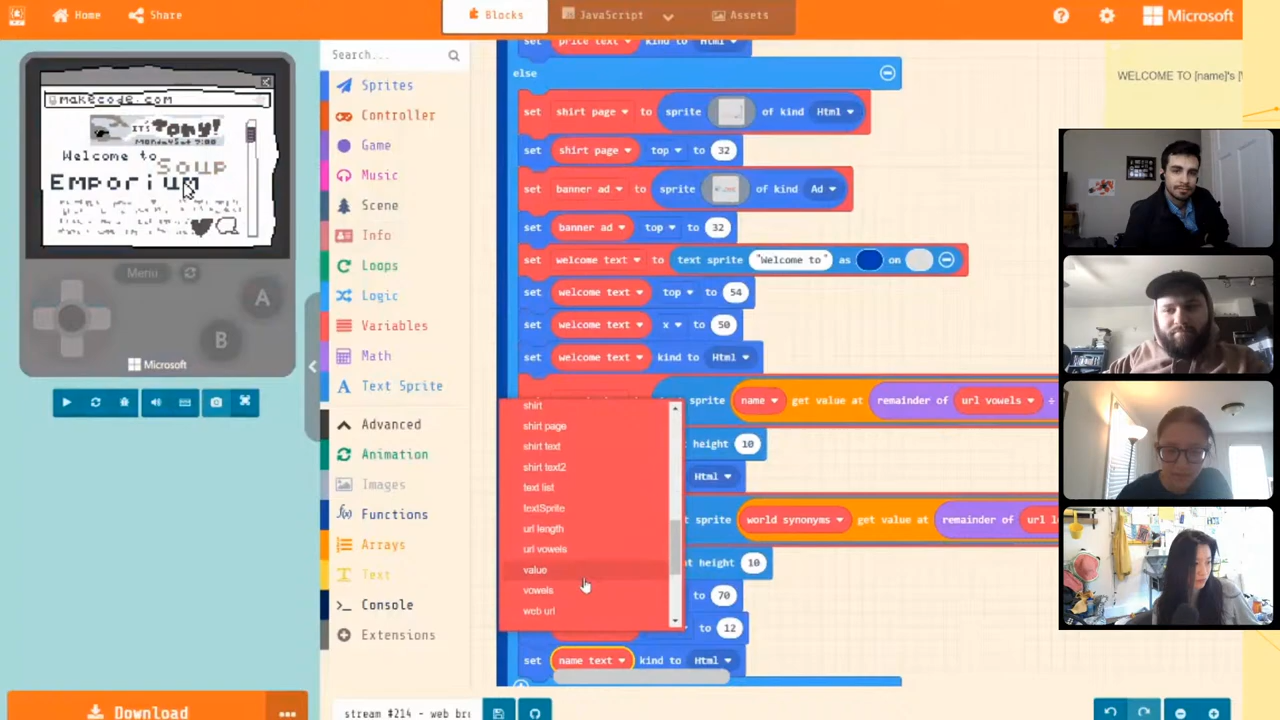 Home
Share
Blocks
JavaScript
Assets
Microsoft
makecode.com
IT'S Tony!
MONDAYS AT 9:00
Welcome to
Soup
Emporium
Menu
A
B
Microsoft
Download
Search...
Sprites
Controller
Game
Music
Scene
Info
Loops
Logic
Variables
Math
Text Sprite
Advanced
Animation
Images
Functions
Arrays
Text
Console
Extensions
set price text kind to Html
else
set shirt page to sprite of kind Html
set shirt page top to 32
set banner ad to sprite of kind Ad
set banner ad top to 32
set welcome text to text sprite "Welcome to " as on
set welcome text top to 54
set welcome text x to 50
set welcome text kind to Html
sprite name get value at remainder of url vowels ÷
height 10
Html
sprite world synonyms get value at remainder of url
height 10
to 70
to 12
set name text kind to Html
shirt
shirt page
shirt text
shirt text2
text list
textSprite
url length
url vowels
value
vowels
web url
stream #214 - web br
WELCOME TO [name]'s